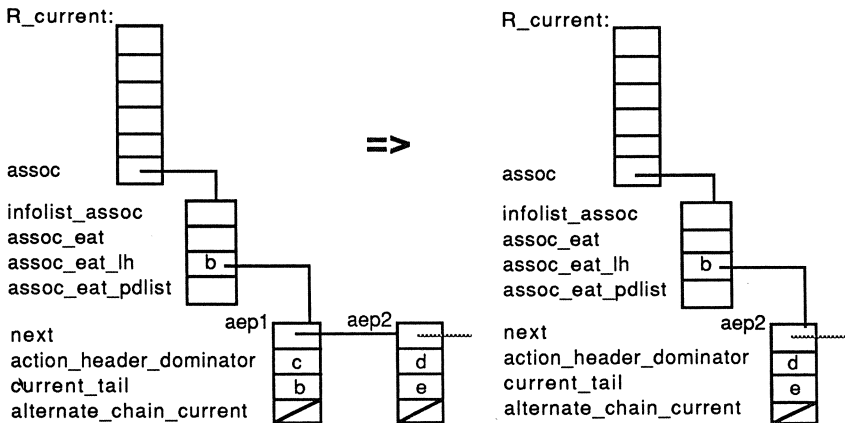 R_current:
R_current:
=>
assoc
assoc
infolist_assoc
infolist_assoc
assoc_eat
assoc_eat
assoc_eat_lh
b
assoc_eat_lh
b
assoc_eat_pdlist
assoc_eat_pdlist
aep1
aep2
aep2
next
next
action_header_dominator
c
d
action_header_dominator
d
current_tail
b
e
current_tail
e
alternate_chain_current
alternate_chain_current